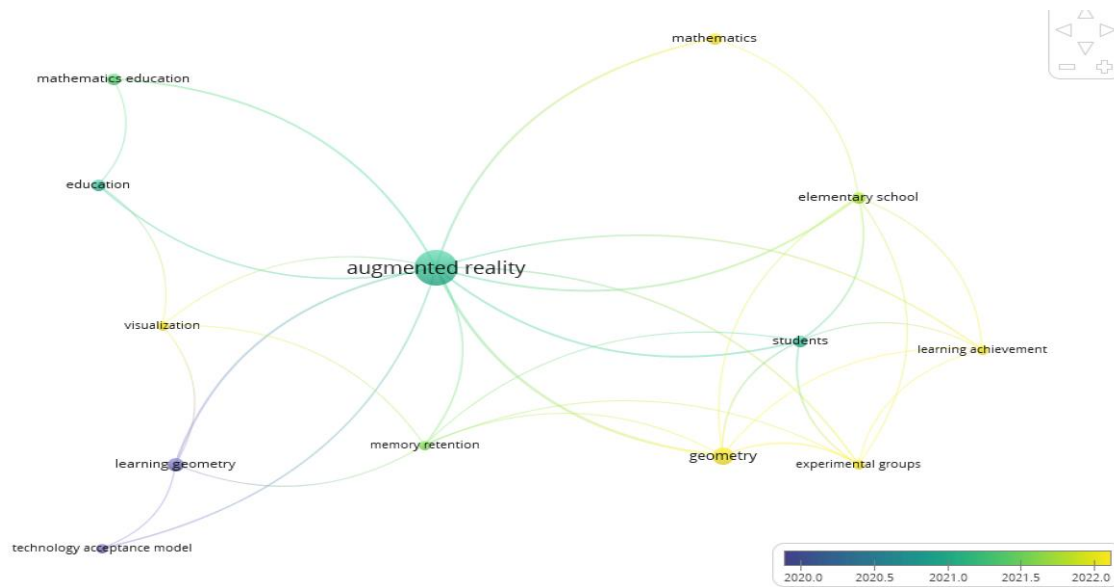 mathematics
mathematics education
education
elementary school
augmented reality
visualization
students
learning achievement
memory retention
geometry
learning geometry
experimental groups
technology acceptance model
2020.0 2020.5 2021.0 2021.5 2022.0